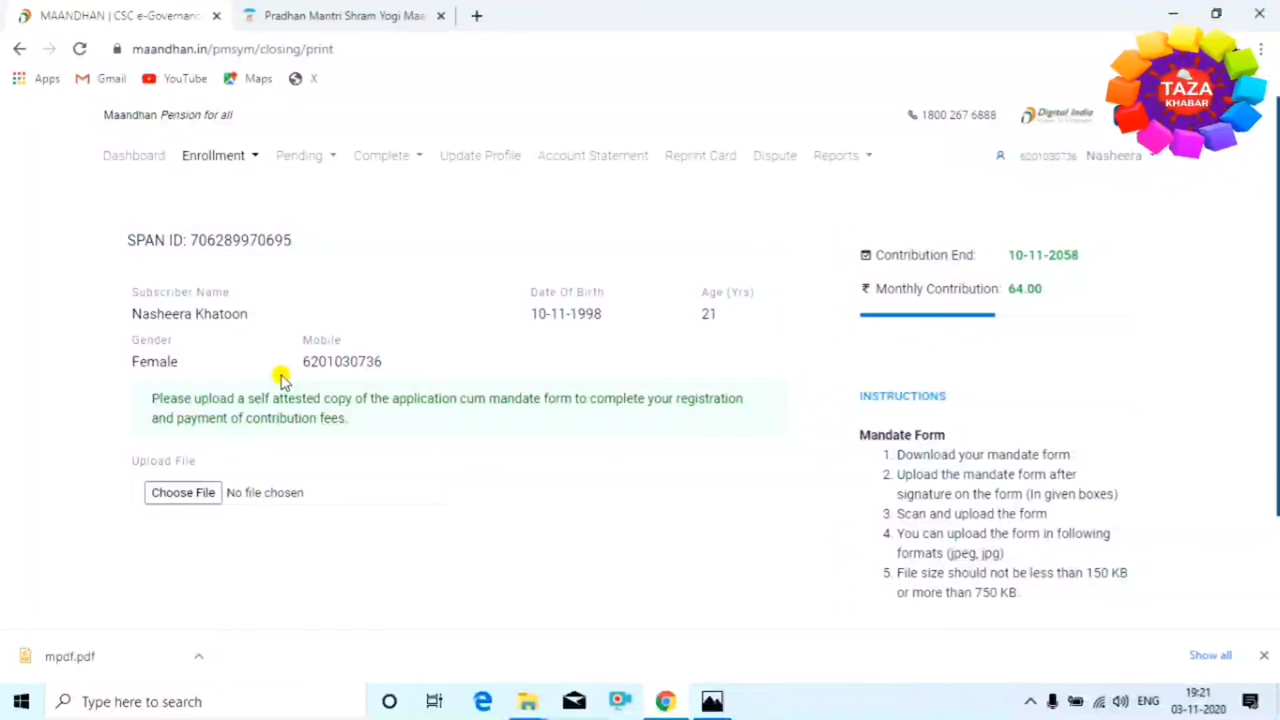 MAANDHAN | CSC e-Governanc
Pradhan Mantri Shram Yogi Maa
maandhan.in/pmsym/closing/print
Apps Gmail YouTube Maps X
TAZA
KHABAR
Maandhan Pension for all
1800 267 6888
Digital India
Dashboard Enrollment Pending Complete Update Profile Account Statement Reprint Card Dispute Reports 6201030736 Nasheera
SPAN ID: 706289970695
Contribution End: 10-11-2058
Monthly Contribution: 64.00
Subscriber Name Date Of Birth Age (Yrs)
Nasheera Khatoon 10-11-1998 21
Gender Mobile
Female 6201030736
Please upload a self attested copy of the application cum mandate form to complete your registration
and payment of contribution fees.
Upload File
Choose File No file chosen
INSTRUCTIONS
Mandate Form
1. Download your mandate form
2. Upload the mandate form after
signature on the form (In given boxes)
3. Scan and upload the form
4. You can upload the form in following
formats (jpeg, jpg)
5. File size should not be less than 150 KB
or more than 750 KB.
mpdf.pdf
Show all
Type here to search
ENG
19:21
03-11-2020